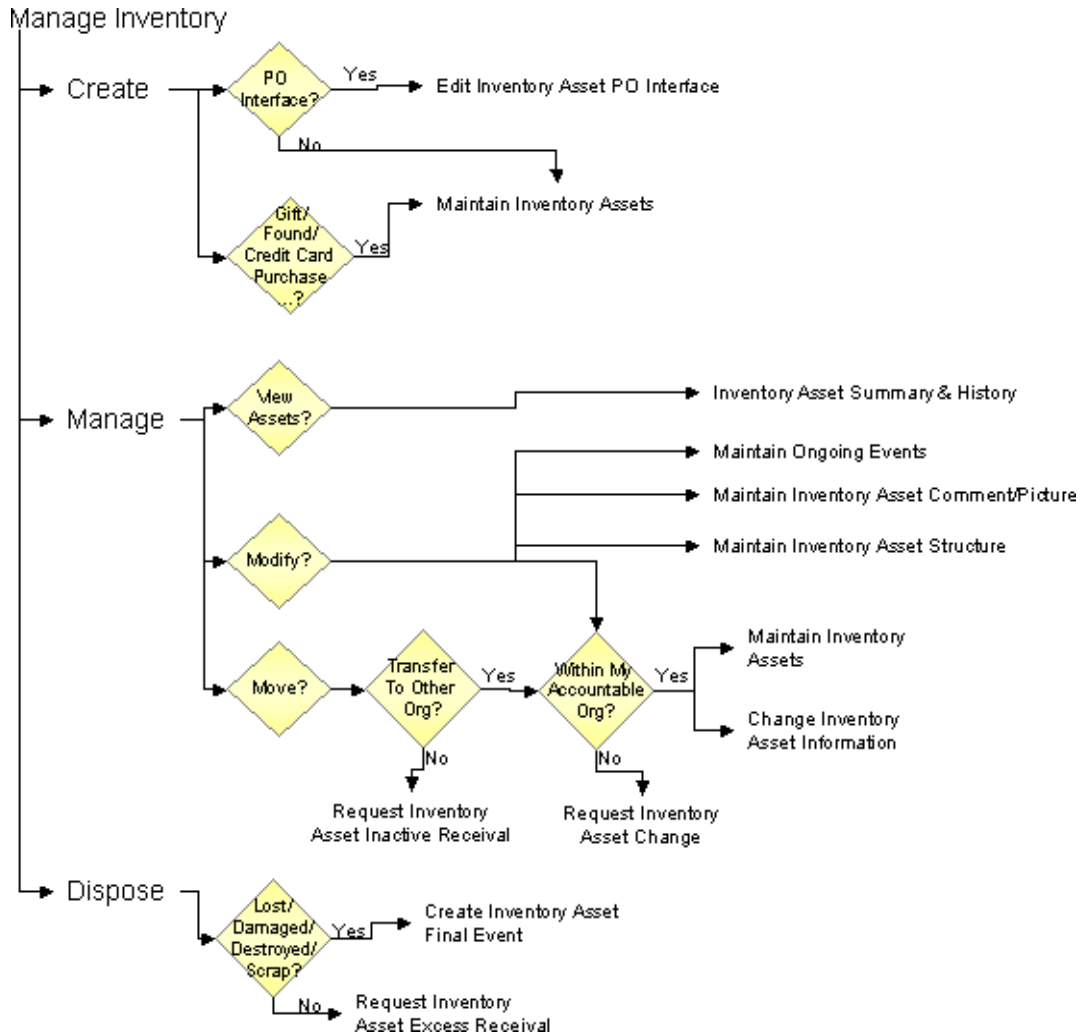 Manage Inventory
Create
PO
Interface?
Yes
Edit Inventory Asset PO Interface
No
Maintain Inventory Assets
Gift/
Found/
Credit Card
Purchase
...?
Yes
Manage
View
Assets?
Inventory Asset Summary & History
Maintain Ongoing Events
Maintain Inventory Asset Comment/Picture
Maintain Inventory Asset Structure
Modify?
Move?
Transfer
To Other
Org?
Yes
Within My
Accountable
Org?
Yes
Maintain Inventory
Assets
Change Inventory
Asset Information
No
Request Inventory
Asset Inactive Receival
No
Request Inventory
Asset Change
Dispose
Lost/
Damaged/
Destroyed/
Scrap?
Yes
Create Inventory Asset
Final Event
No
Request Inventory
Asset Excess Receival